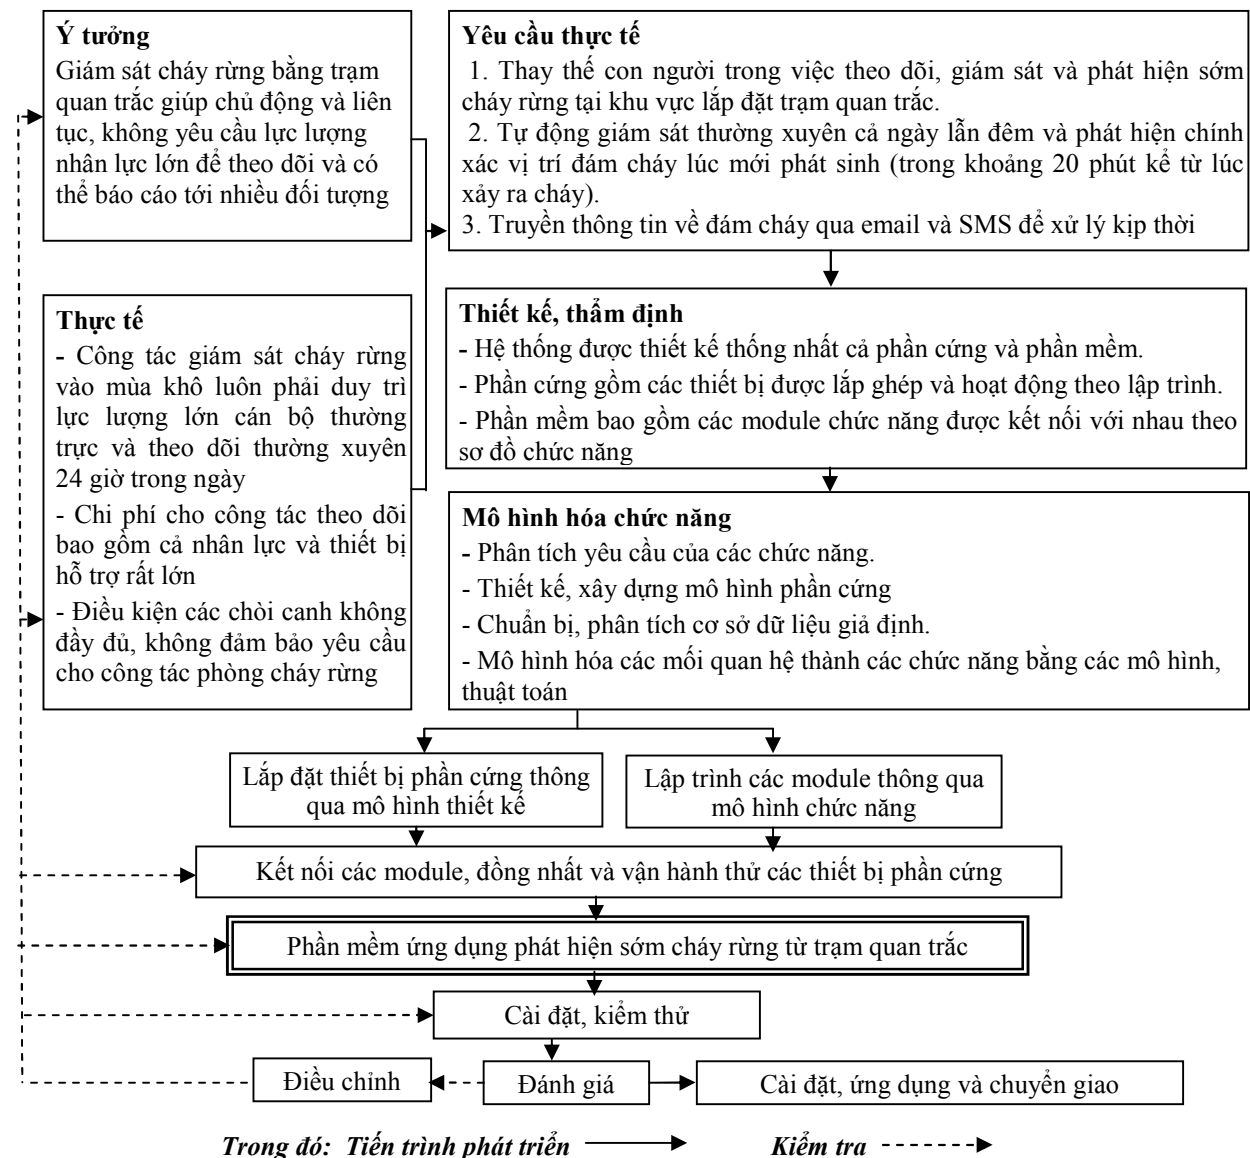 Ý tưởng
Giám sát cháy rừng bằng trạm
quan trắc giúp chủ động và liên
tục, không yêu cầu lực lượng
nhân lực lớn để theo dõi và có
thể báo cáo tới nhiều đối tượng
Yêu cầu thực tế
1. Thay thế con người trong việc theo dõi, giám sát và phát hiện sớm
cháy rừng tại khu vực lắp đặt trạm quan trắc.
2. Tự động giám sát thường xuyên cả ngày lẫn đêm và phát hiện chính
xác vị trí đám cháy lúc mới phát sinh (trong khoảng 20 phút kể từ lúc
xảy ra cháy).
3. Truyền thông tin về đám cháy qua email và SMS để xử lý kịp thời
Thực tế
- Công tác giám sát cháy rừng
vào mùa khô luôn phải duy trì
lực lượng lớn cán bộ thường
trực và theo dõi thường xuyên
24 giờ trong ngày
- Chi phí cho công tác theo dõi
bao gồm cả nhân lực và thiết bị
hỗ trợ rất lớn
- Điều kiện các chòi canh không
đầy đủ, không đảm bảo yêu cầu
cho công tác phòng cháy rừng
Thiết kế, thẩm định
- Hệ thống được thiết kế thống nhất cả phần cứng và phần mềm.
- Phần cứng gồm các thiết bị được lắp ghép và hoạt động theo lập trình.
- Phần mềm bao gồm các module chức năng được kết nối với nhau theo
sơ đồ chức năng
Mô hình hóa chức năng
- Phân tích yêu cầu của các chức năng.
- Thiết kế, xây dựng mô hình phần cứng
- Chuẩn bị, phân tích cơ sở dữ liệu giả định.
- Mô hình hóa các mối quan hệ thành các chức năng bằng các mô hình,
thuật toán
Lắp đặt thiết bị phần cứng thông
qua mô hình thiết kế
Lập trình các module thông qua
mô hình chức năng
Kết nối các module, đồng nhất và vận hành thử các thiết bị phần cứng
Phần mềm ứng dụng phát hiện sớm cháy rừng từ trạm quan trắc
Cài đặt, kiểm thử
Điều chỉnh
Đánh giá
Cài đặt, ứng dụng và chuyển giao
Trong đó: Tiến trình phát triển
Kiểm tra